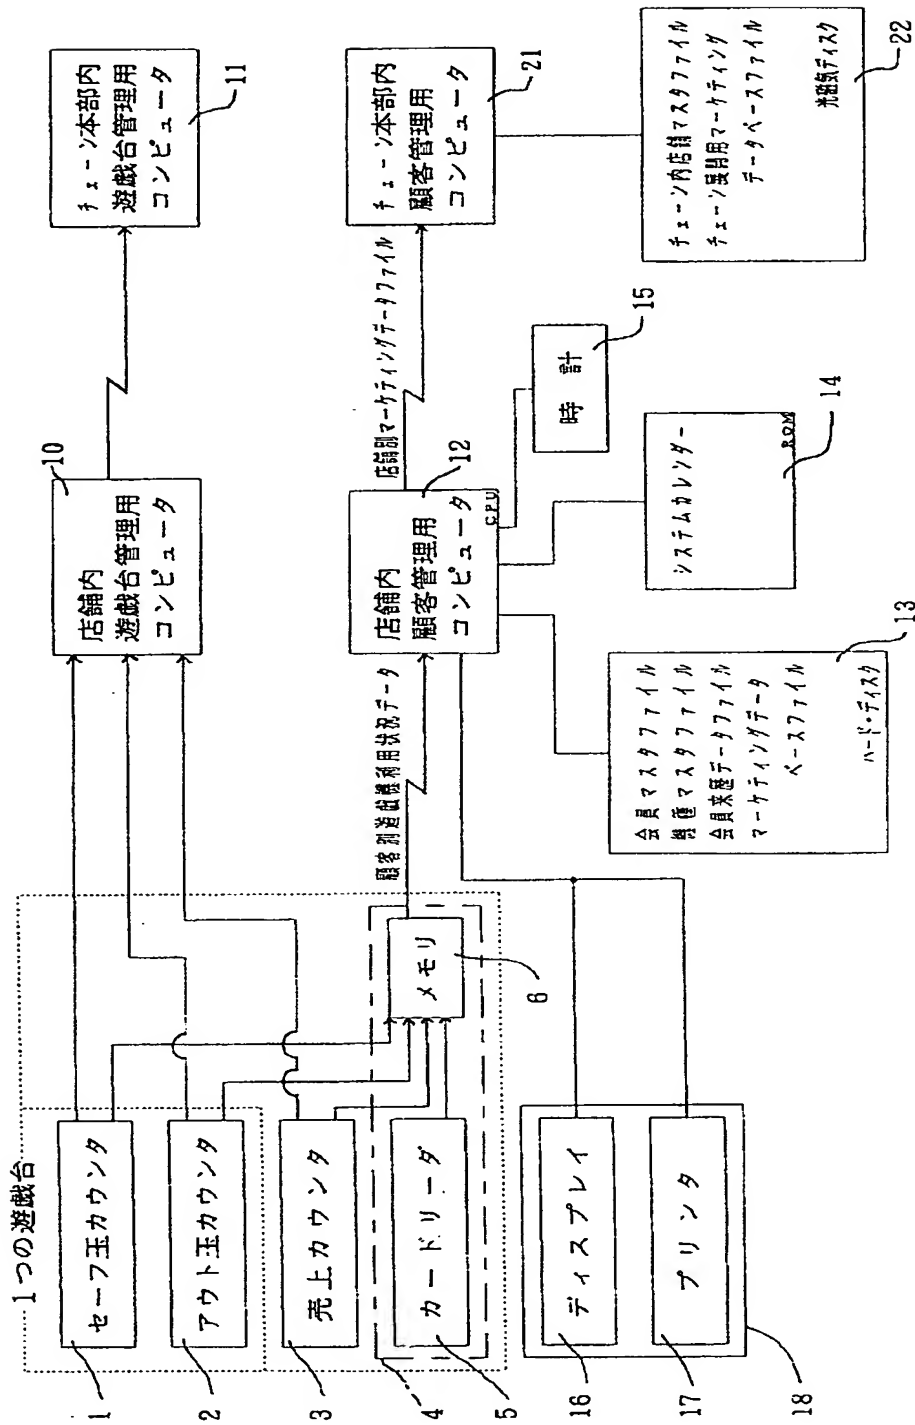 1つの遊戯台
セーフ玉カウンタ
1
アウト玉カウンタ
2
売上カウンタ
3
4
カードリーダ
5
メモリ
6
店舗内
遊戯台管理用
コンピュータ
10
チェーン本部内
遊戯台管理用
コンピュータ
11
顧客別遊戯機利用状況データ
店舗内
顧客管理用
コンピュータ
CPU
12
店舗別マーケティングデータファイル
チェーン本部内
顧客管理用
コンピュータ
21
チェーン内店舗マスタファイル
チェーン展開用マーケティング
データベースファイル
光磁気ディスク
22
時計
15
システムカレンダー
ROM
14
会員マスタファイル
機種マスタファイル
会員来歴データファイル
マーケティングデータ
ベースファイル
ハード・ディスク
13
ディスプレイ
16
プリンタ
17
18